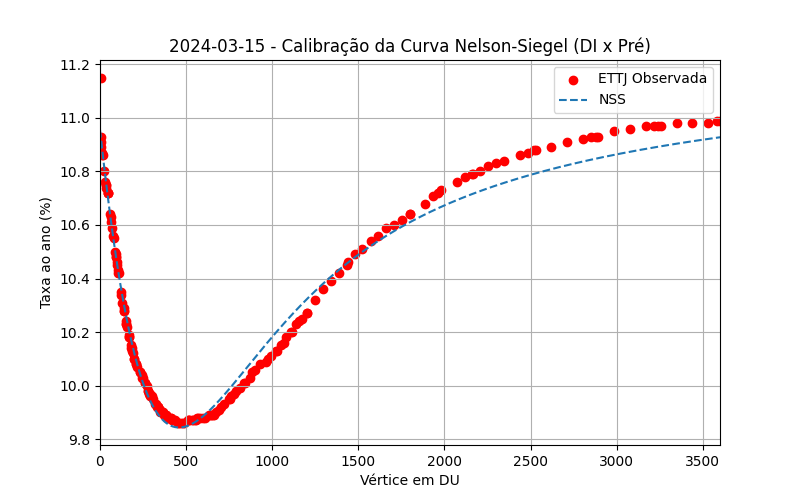 2024-03-15 - Calibração da Curva Nelson-Siegel (DI x Pré)
11.2
11.0
10.8
10.6
10.4
10.2
10.0
9.8
Taxa ao ano (%)
ETTJ Observada
NSS
0 500 1000 1500 2000 2500 3000 3500
Vértice em DU